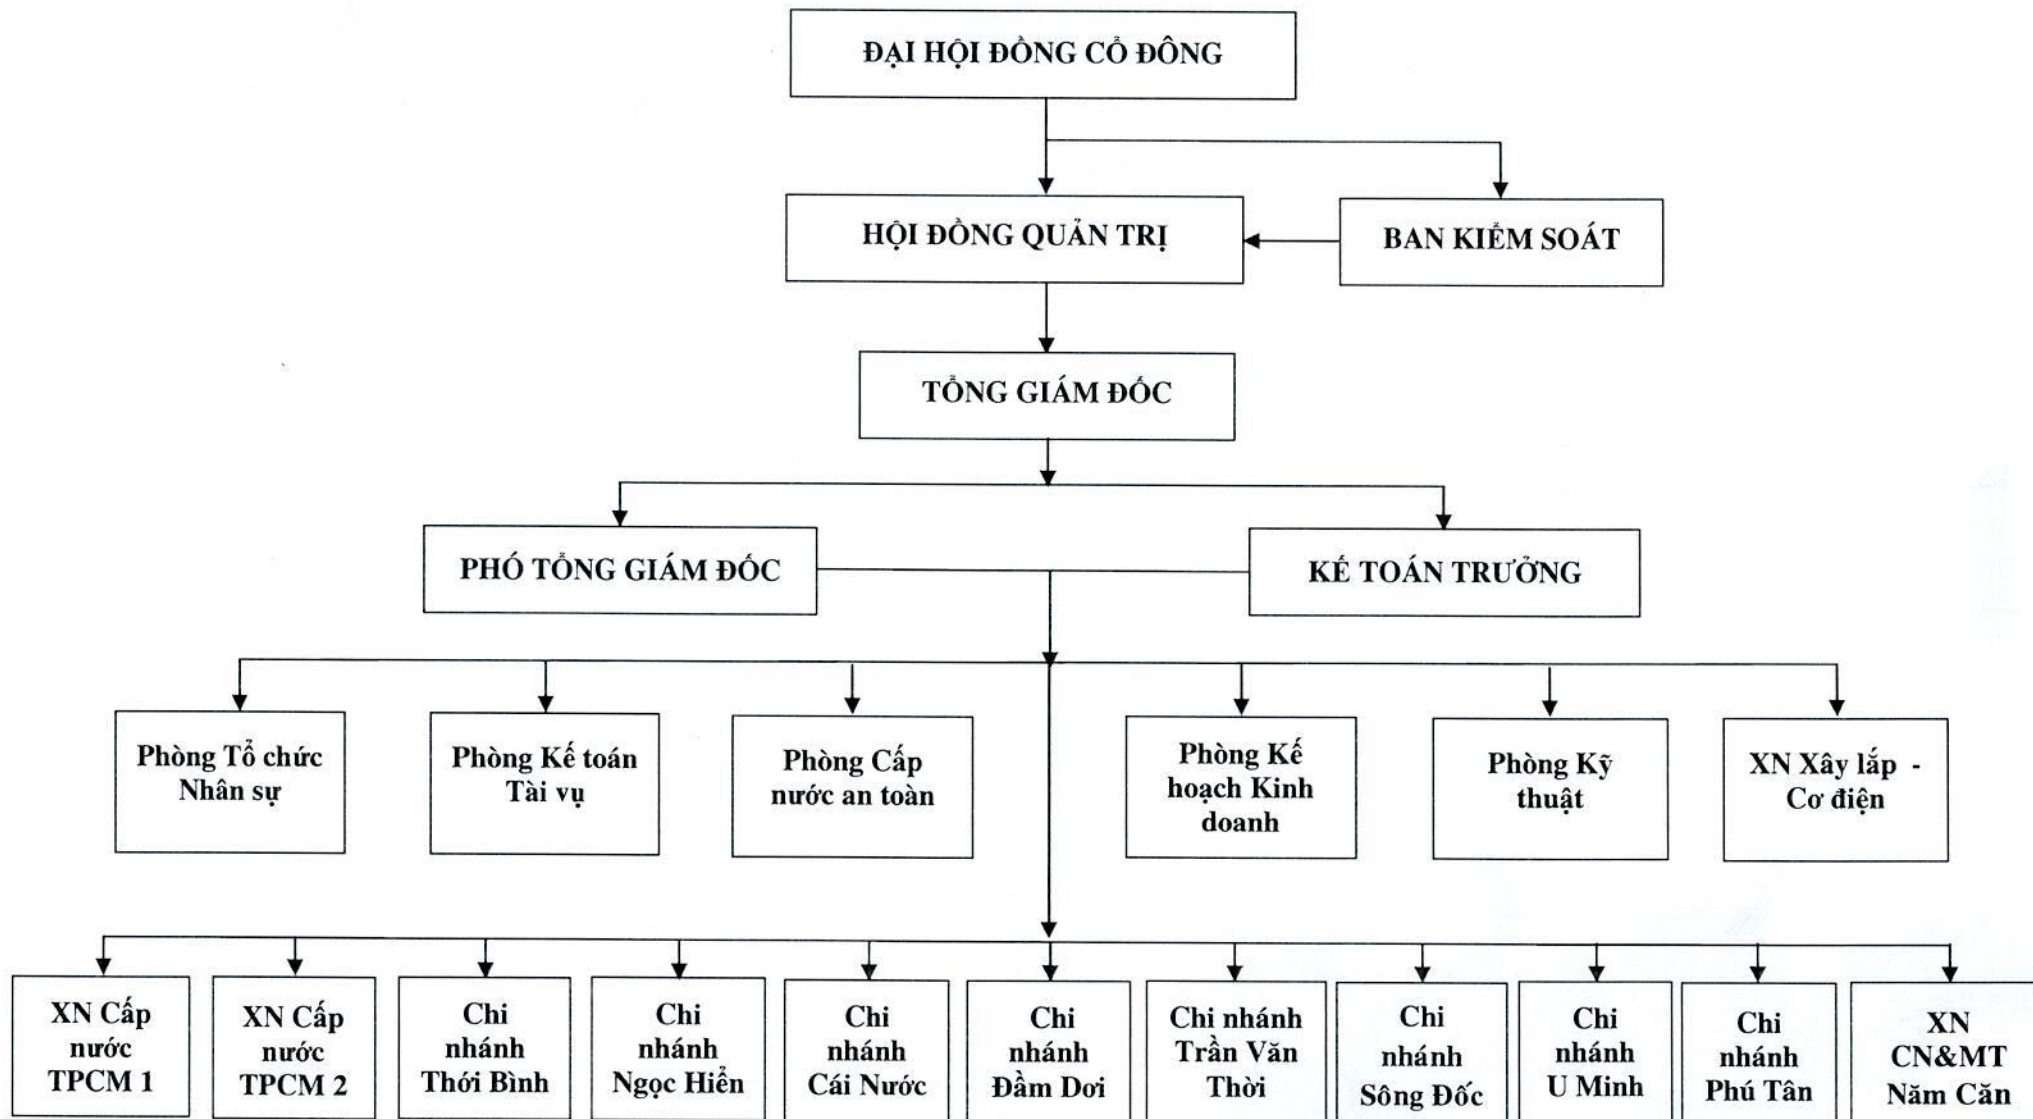 ĐẠI HỘI ĐỒNG CỔ ĐÔNG
HỘI ĐỒNG QUẢN TRỊ
BAN KIỂM SOÁT
TỔNG GIÁM ĐỐC
PHÓ TỔNG GIÁM ĐỐC
KẾ TOÁN TRƯỞNG
Phòng Tổ chức
Nhân sự
Phòng Kế toán
Tài vụ
Phòng Cấp
nước an toàn
Phòng Kế
hoạch Kinh
doanh
Phòng Kỹ
thuật
XN Xây lắp -
Cơ điện
XN Cấp
nước
TPCM 1
XN Cấp
nước
TPCM 2
Chi
nhánh
Thới Bình
Chi
nhánh
Ngọc Hiển
Chi
nhánh
Cái Nước
Chi
nhánh
Đầm Dơi
Chi nhánh
Trần Văn
Thời
Chi
nhánh
Sông Đốc
Chi
nhánh
U Minh
Chi
nhánh
Phú Tân
XN
CN&MT
Năm Căn